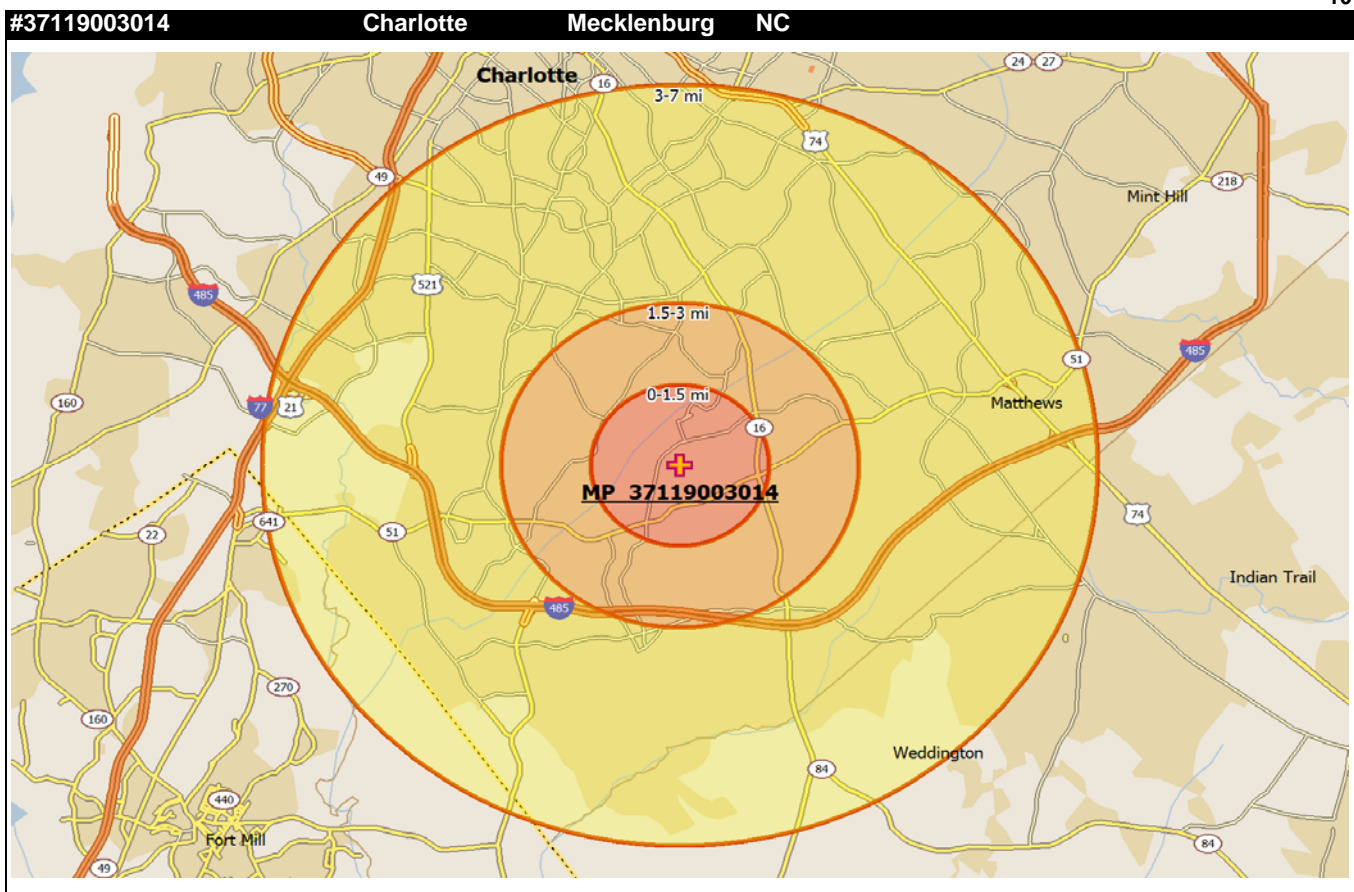 #37119003014 Charlotte Mecklenburg NC
Charlotte
16
3-7 mi
24 27
74
49
218
Mint Hill
521
485
1.5-3 mi
51
485
0-1.5 mi
160
77 21
Matthews
16
MP 37119003014
641
22
51
74
Indian Trail
485
270
160
Weddington
84
440
Fort Mill
84
49